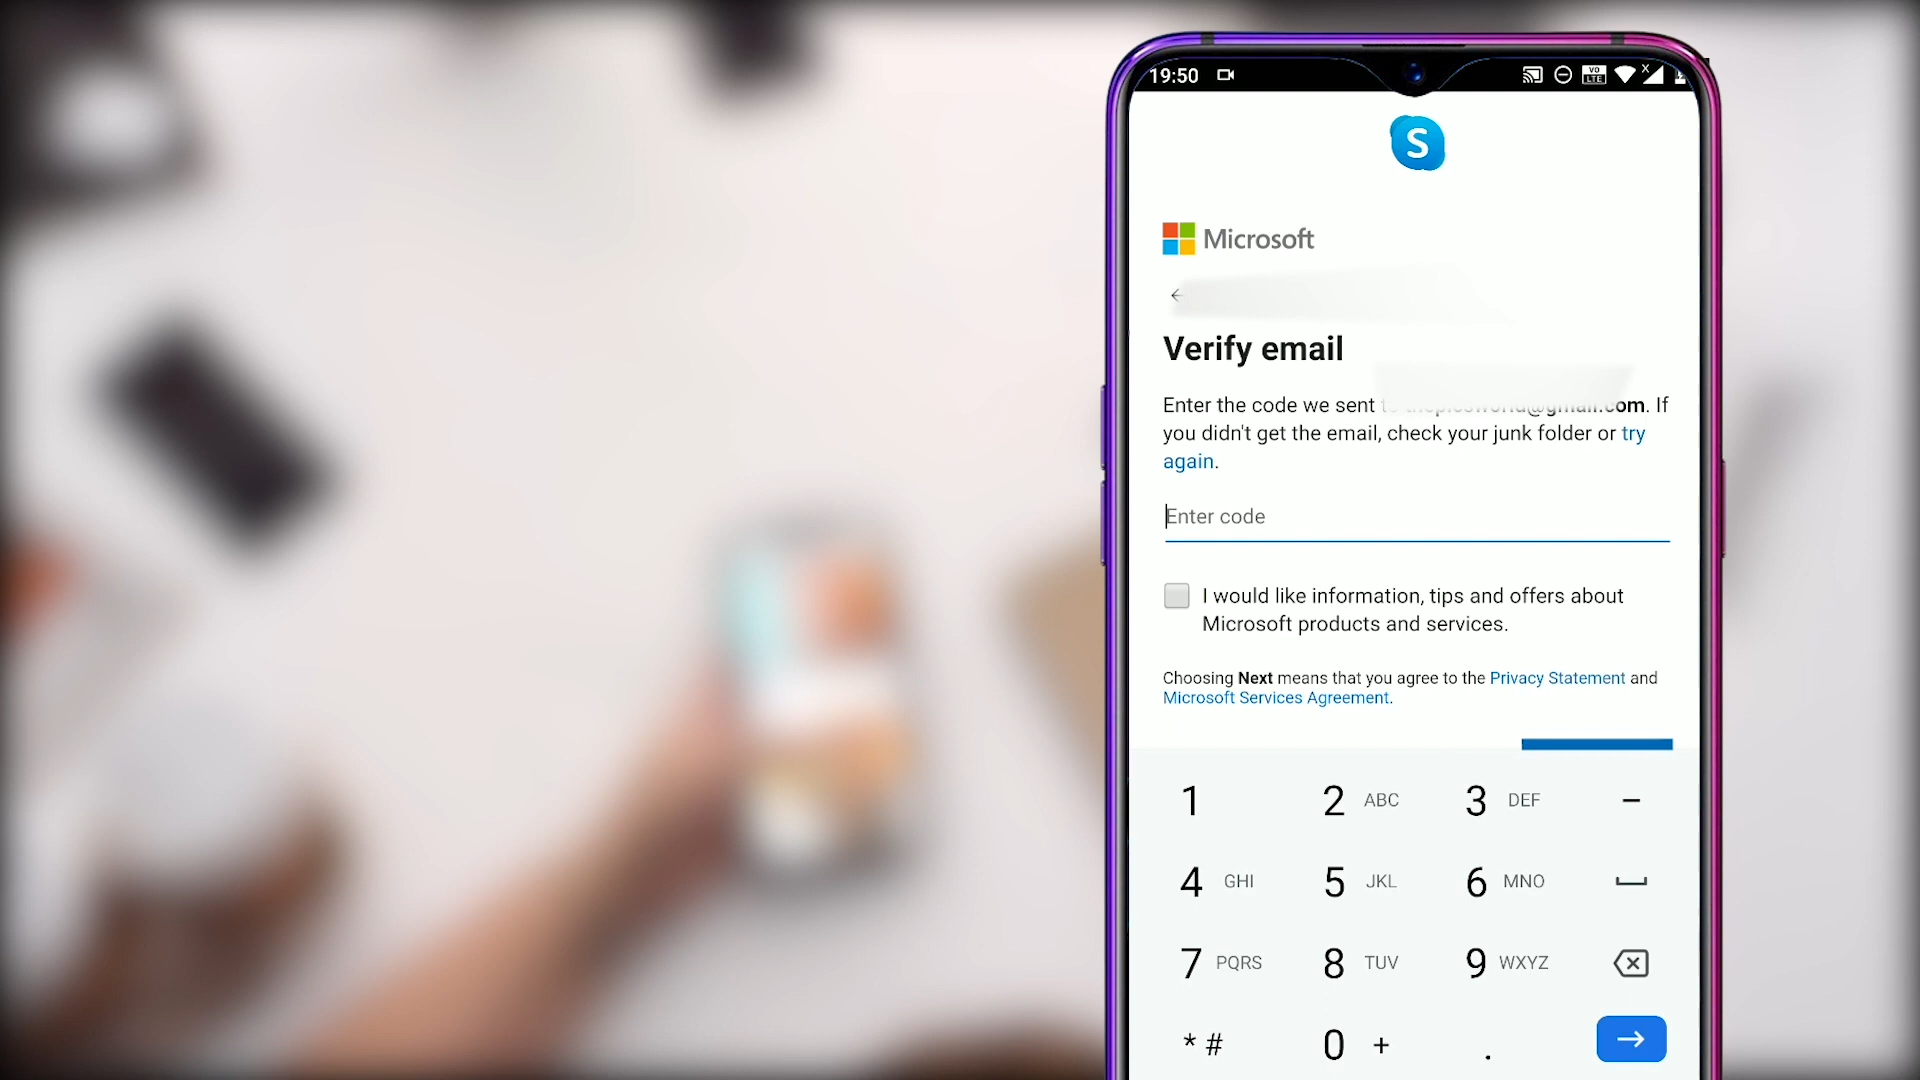 19:50
VO LTE
S
Microsoft
Verify email
Enter the code we sent
.com. If
you didn't get the email, check your junk folder or try
again.
Enter code
I would like information, tips and offers about
Microsoft products and services.
Choosing Next means that you agree to the Privacy Statement and
Microsoft Services Agreement.
1 2 ABC 3 DEF –
4 GHI 5 JKL 6 MNO
7 PQRS 8 TUV 9 WXYZ
* # 0 + .